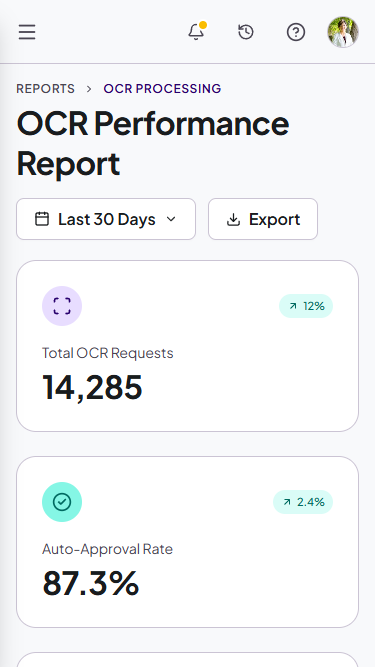 REPORTS > OCR PROCESSING
OCR Performance
Report
Last 30 Days
Export
12%
Total OCR Requests
14,285
2.4%
Auto-Approval Rate
87.3%